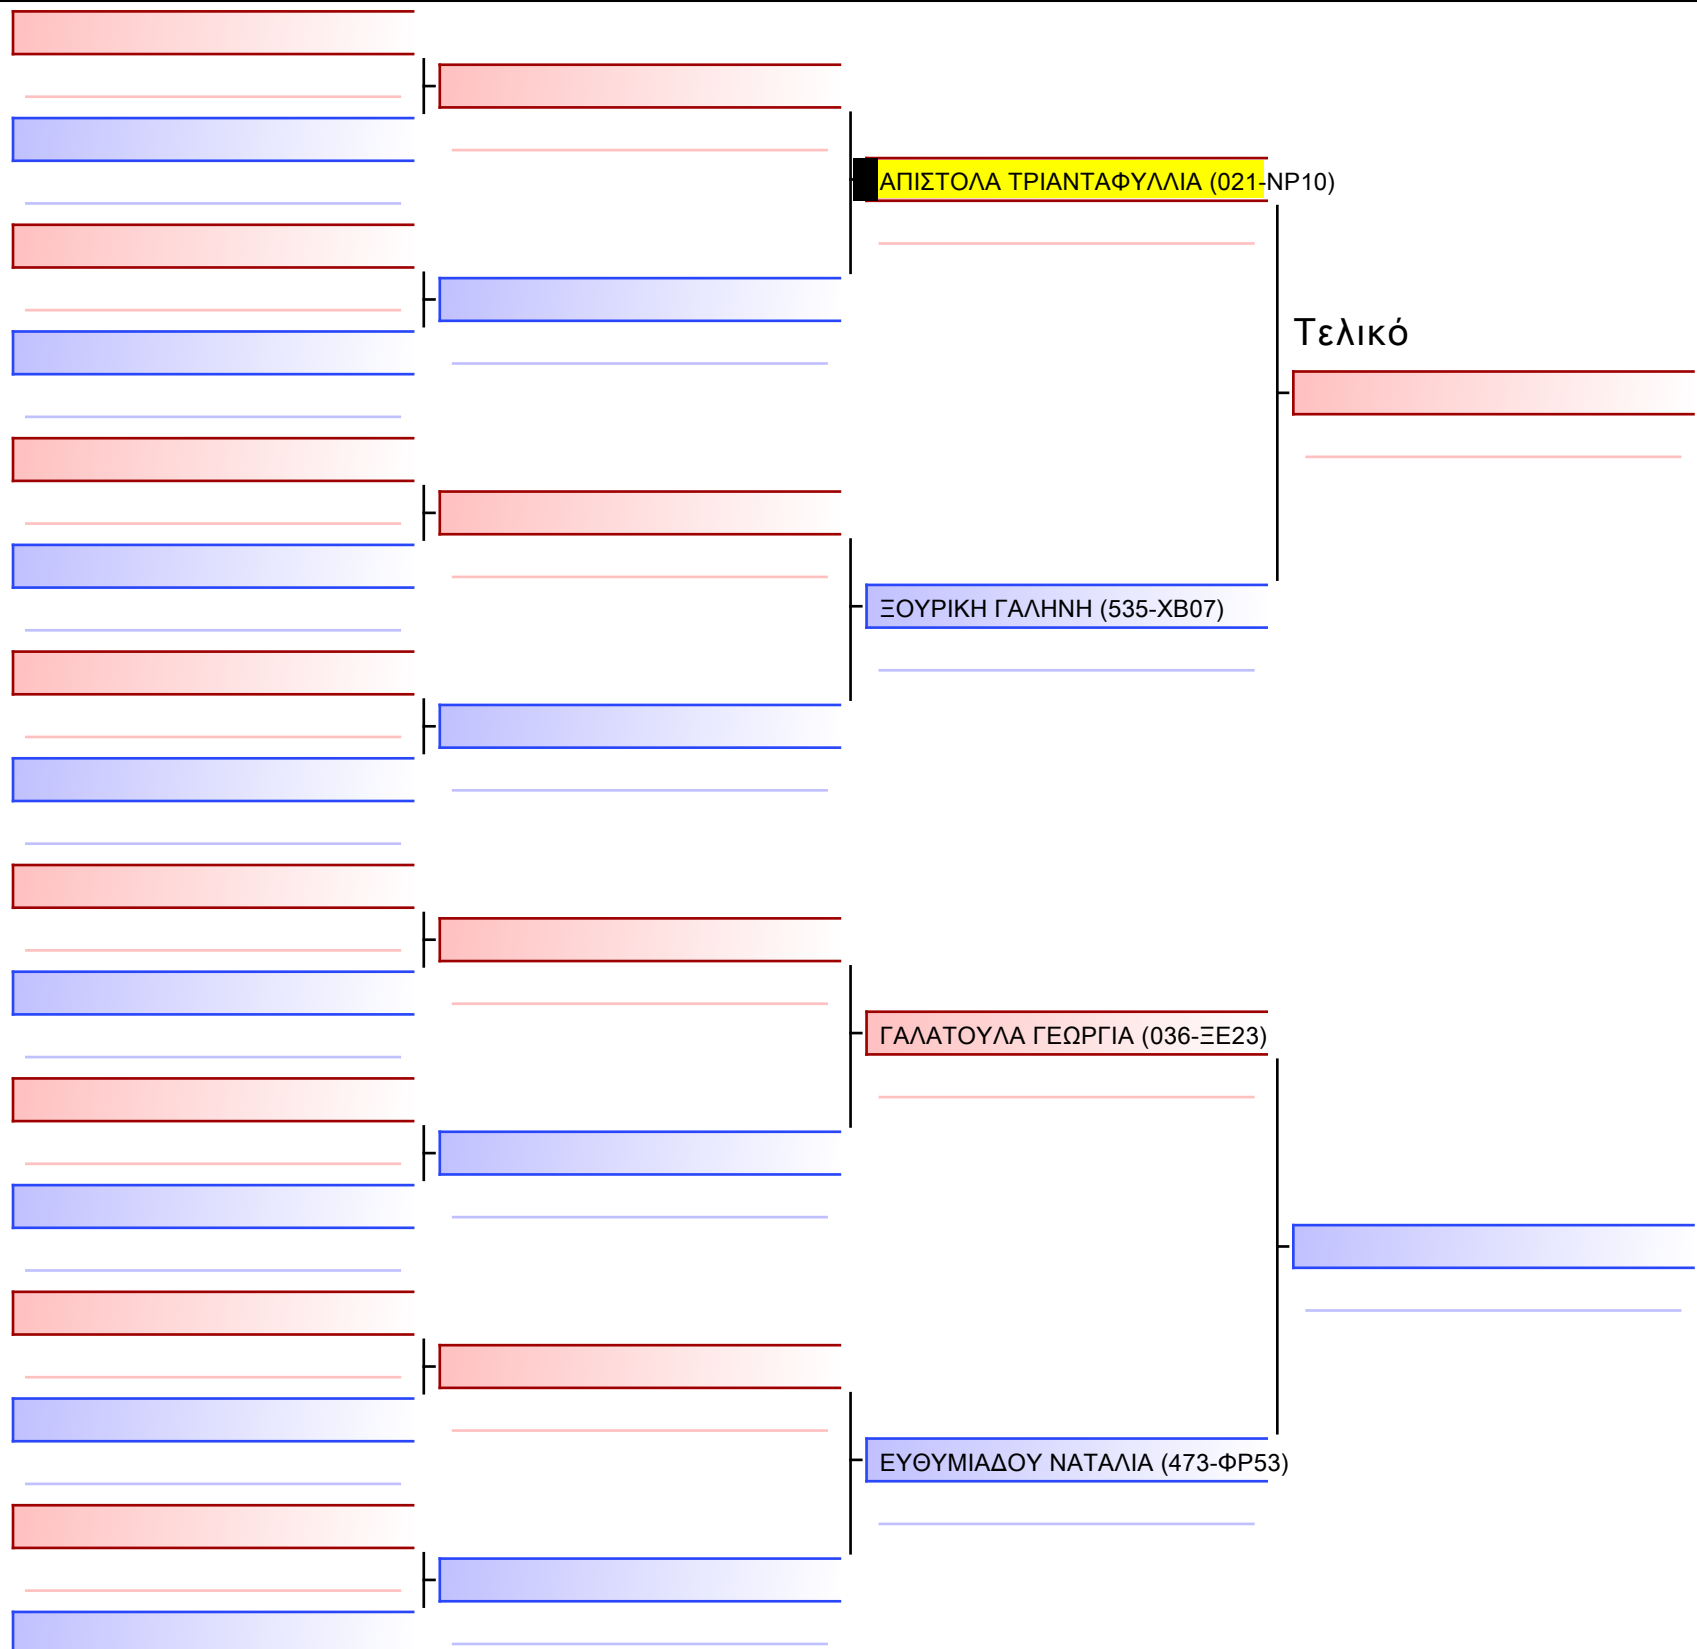 ΑΠΙΣΤΟΛΑ ΤΡΙΑΝΤΑΦΥΛΛΙΑ (021-ΝΡ10)
Τελικό
ΞΟΥΡΙΚΗ ΓΑΛΗΝΗ (535-ΧΒ07)
ΓΑΛΑΤΟΥΛΑ ΓΕΩΡΓΙΑ (036-ΞΕ23)
ΕΥΘΥΜΙΑΔΟΥ ΝΑΤΑΛΙΑ (473-ΦΡ53)